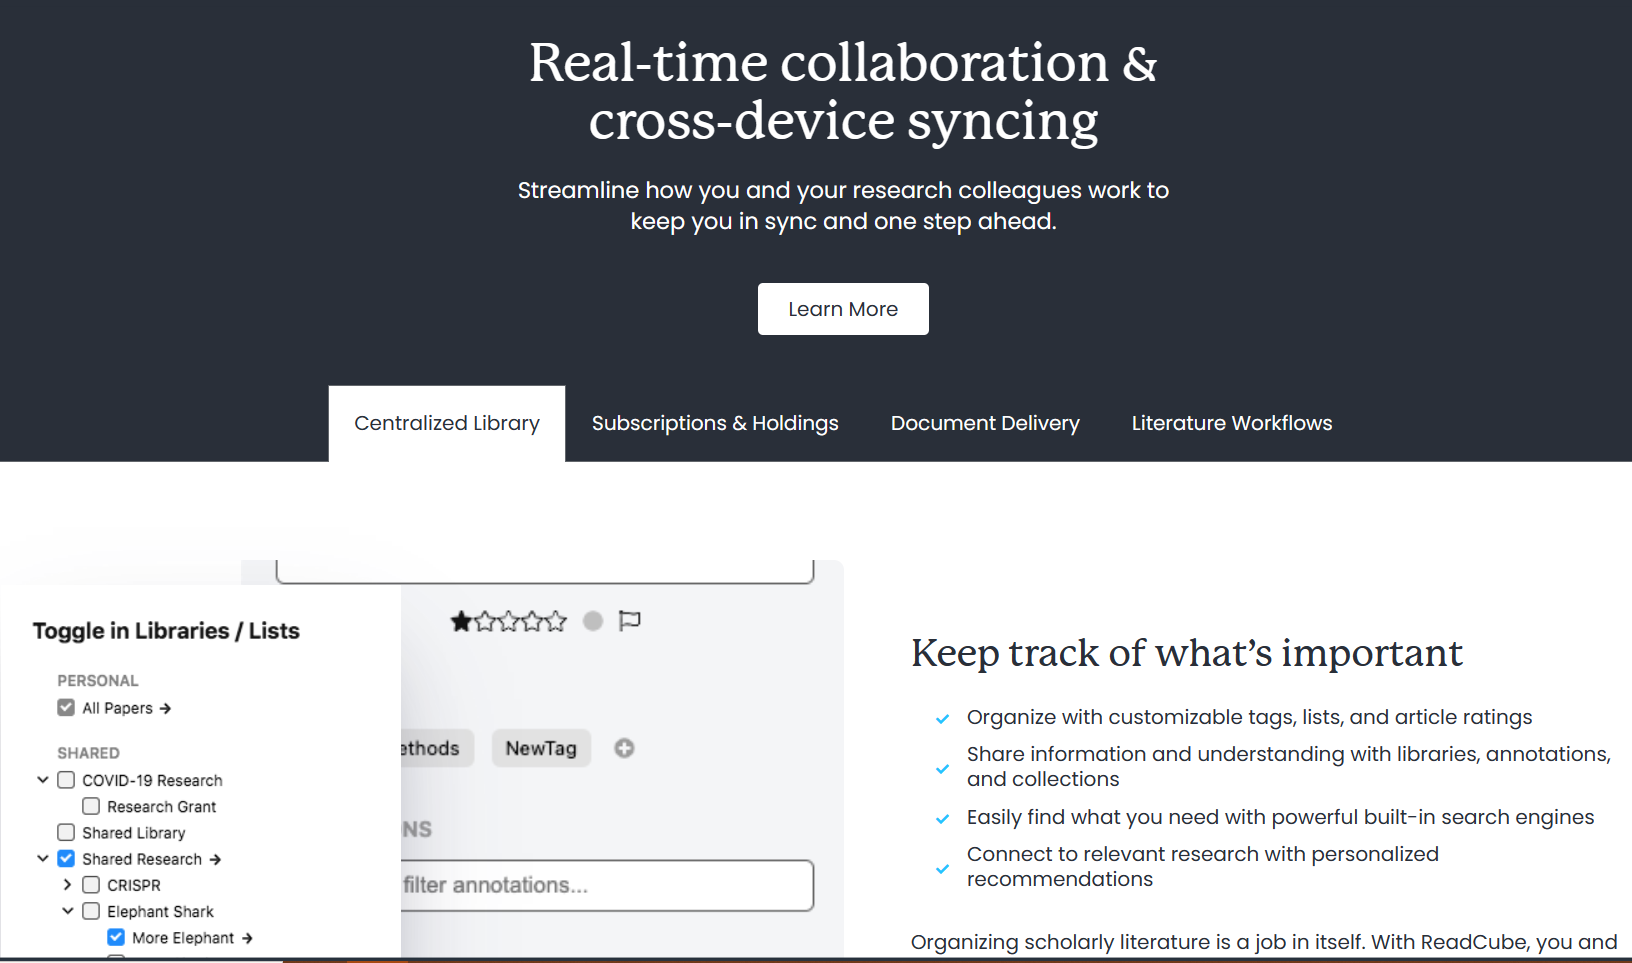 Real-time collaboration &
cross-device syncing
Streamline how you and your research colleagues work to
keep you in sync and one step ahead.
Learn More
Centralized Library
Subscriptions & Holdings
Document Delivery
Literature Workflows
Toggle in Libraries / Lists
PERSONAL
All Papers →
SHARED
COVID-19 Research
Research Grant
Shared Library
Shared Research →
CRISPR
Elephant Shark
More Elephant →
ethods
NewTag
NS
filter annotations...
Keep track of what’s important
Organize with customizable tags, lists, and article ratings
Share information and understanding with libraries, annotations,
and collections
Easily find what you need with powerful built-in search engines
Connect to relevant research with personalized
recommendations
Organizing scholarly literature is a job in itself. With ReadCube, you and